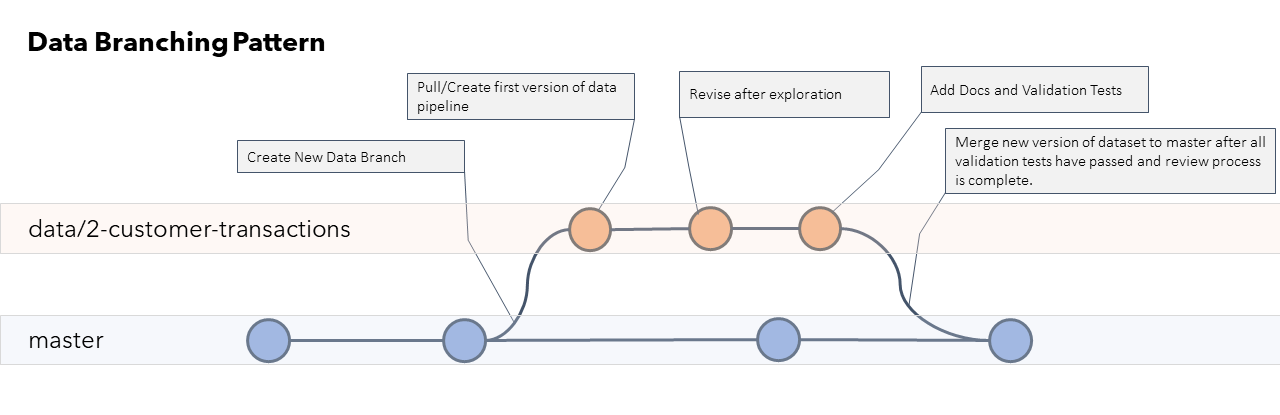 Data Branching Pattern
Pull/Create first version of data
pipeline
Revise after exploration
Add Docs and Validation Tests
Create New Data Branch
Merge new version of dataset to master after all
validation tests have passed and review process
is complete.
data/2-customer-transactions
master